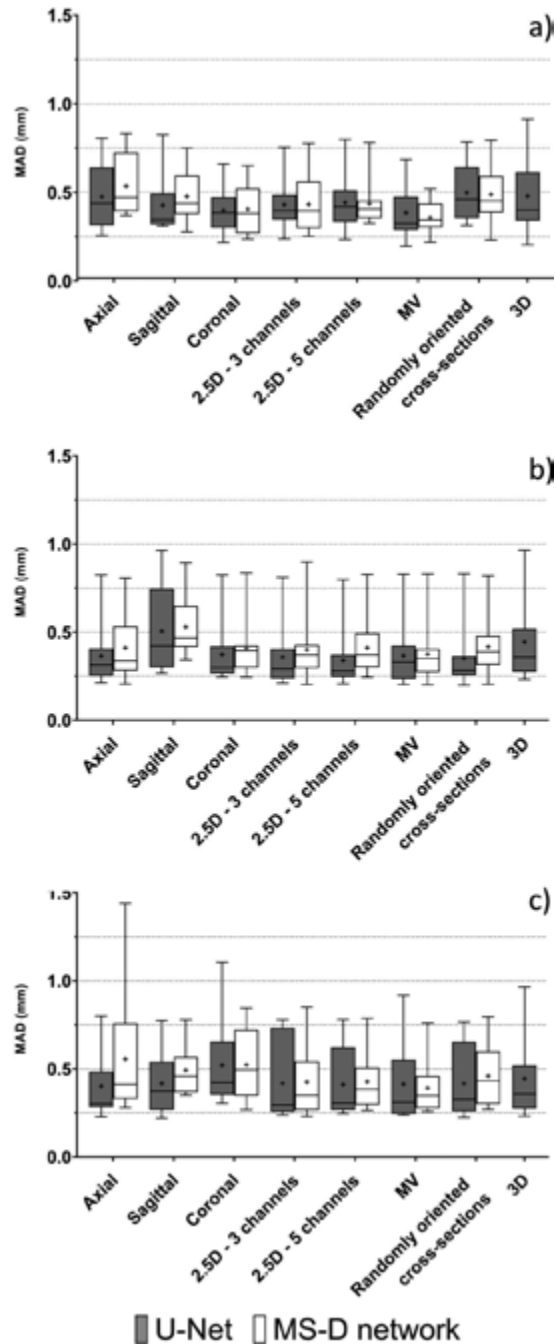 a)
1.5
1.0
0.5
0.0
MAD (mm)
Axial
Sagittal
Coronal
2.5D - 3 channels
2.5D - 5 channels
MV
Randomly oriented
cross-sections
3D
b)
1.5
1.0
0.5
0.0
MAD (mm)
Axial
Sagittal
Coronal
2.5D - 3 channels
2.5D - 5 channels
MV
Randomly oriented
cross-sections
3D
c)
1.5
1.0
0.5
0.0
MAD (mm)
Axial
Sagittal
Coronal
2.5D - 3 channels
2.5D - 5 channels
MV
Randomly oriented
cross-sections
3D
U-Net MS-D network